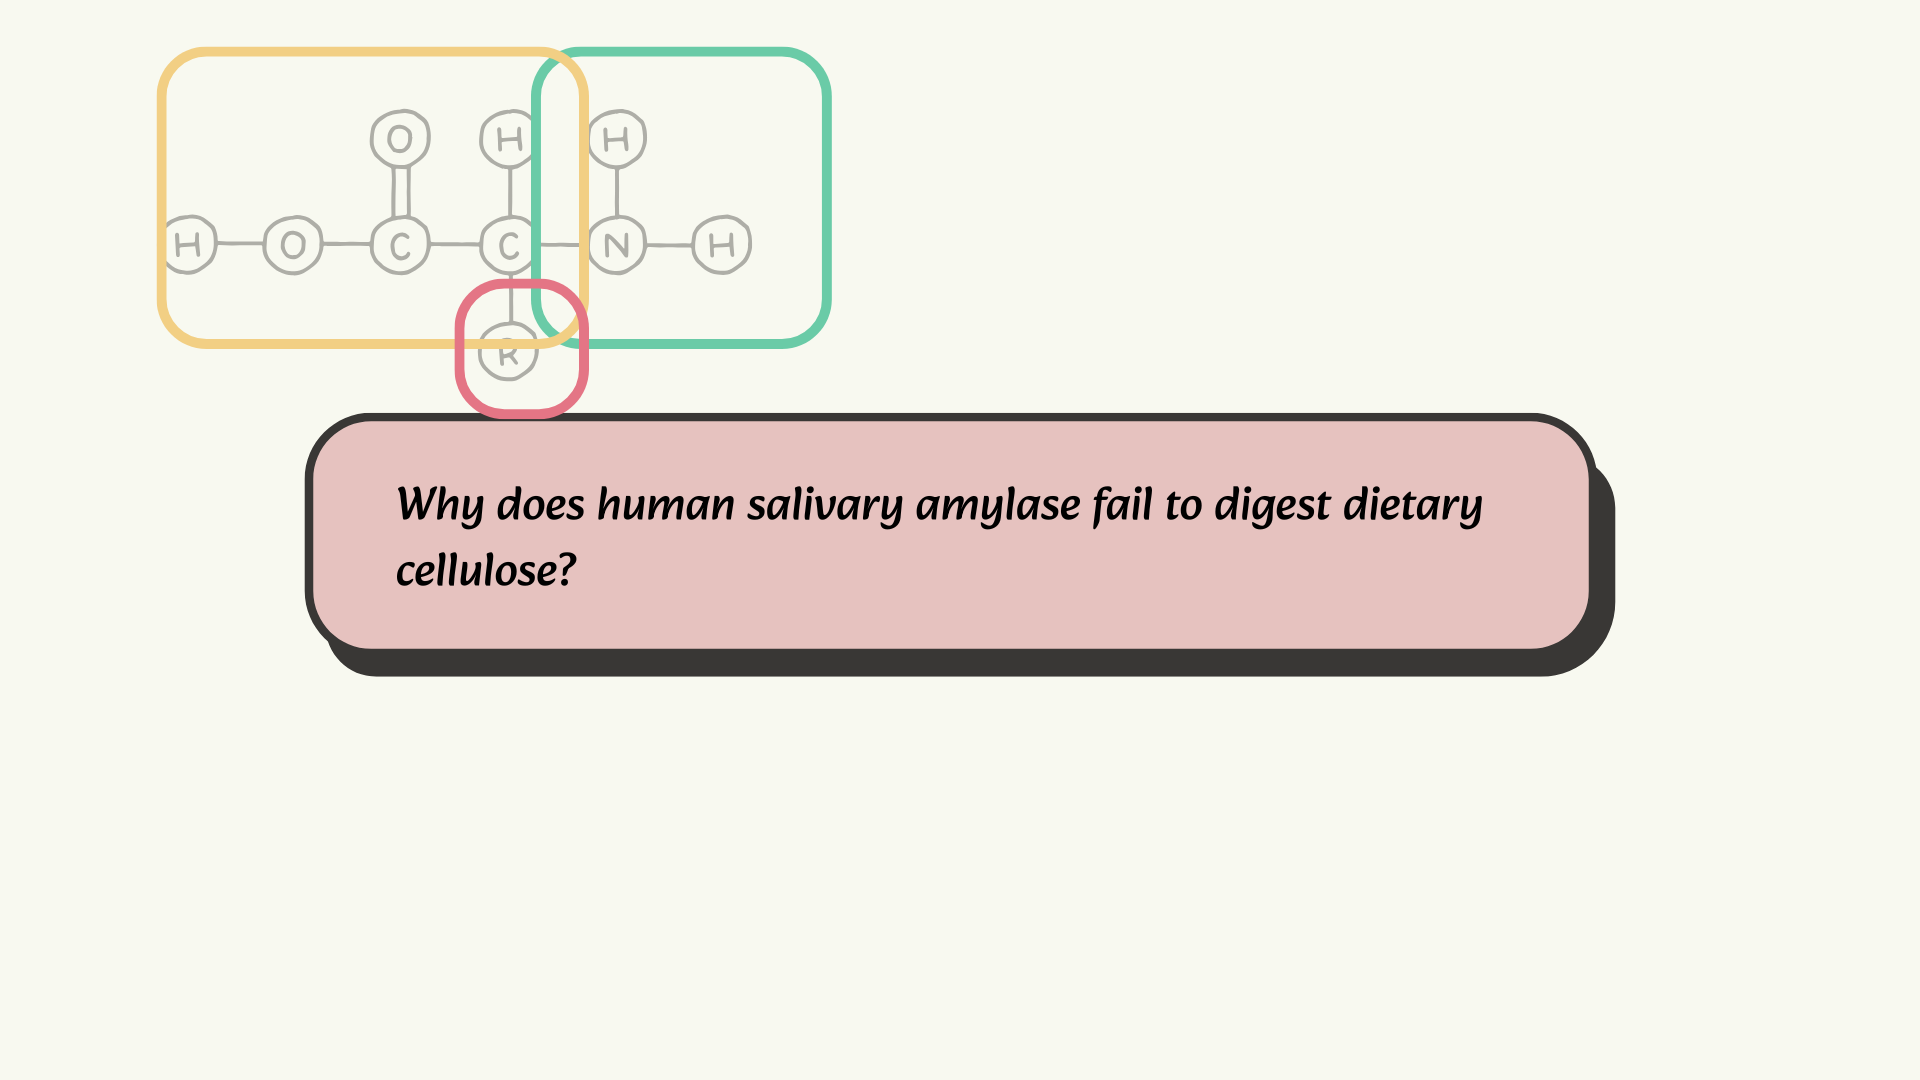 O H H
H O C C N H
R
Why does human salivary amylase fail to digest dietary
cellulose?